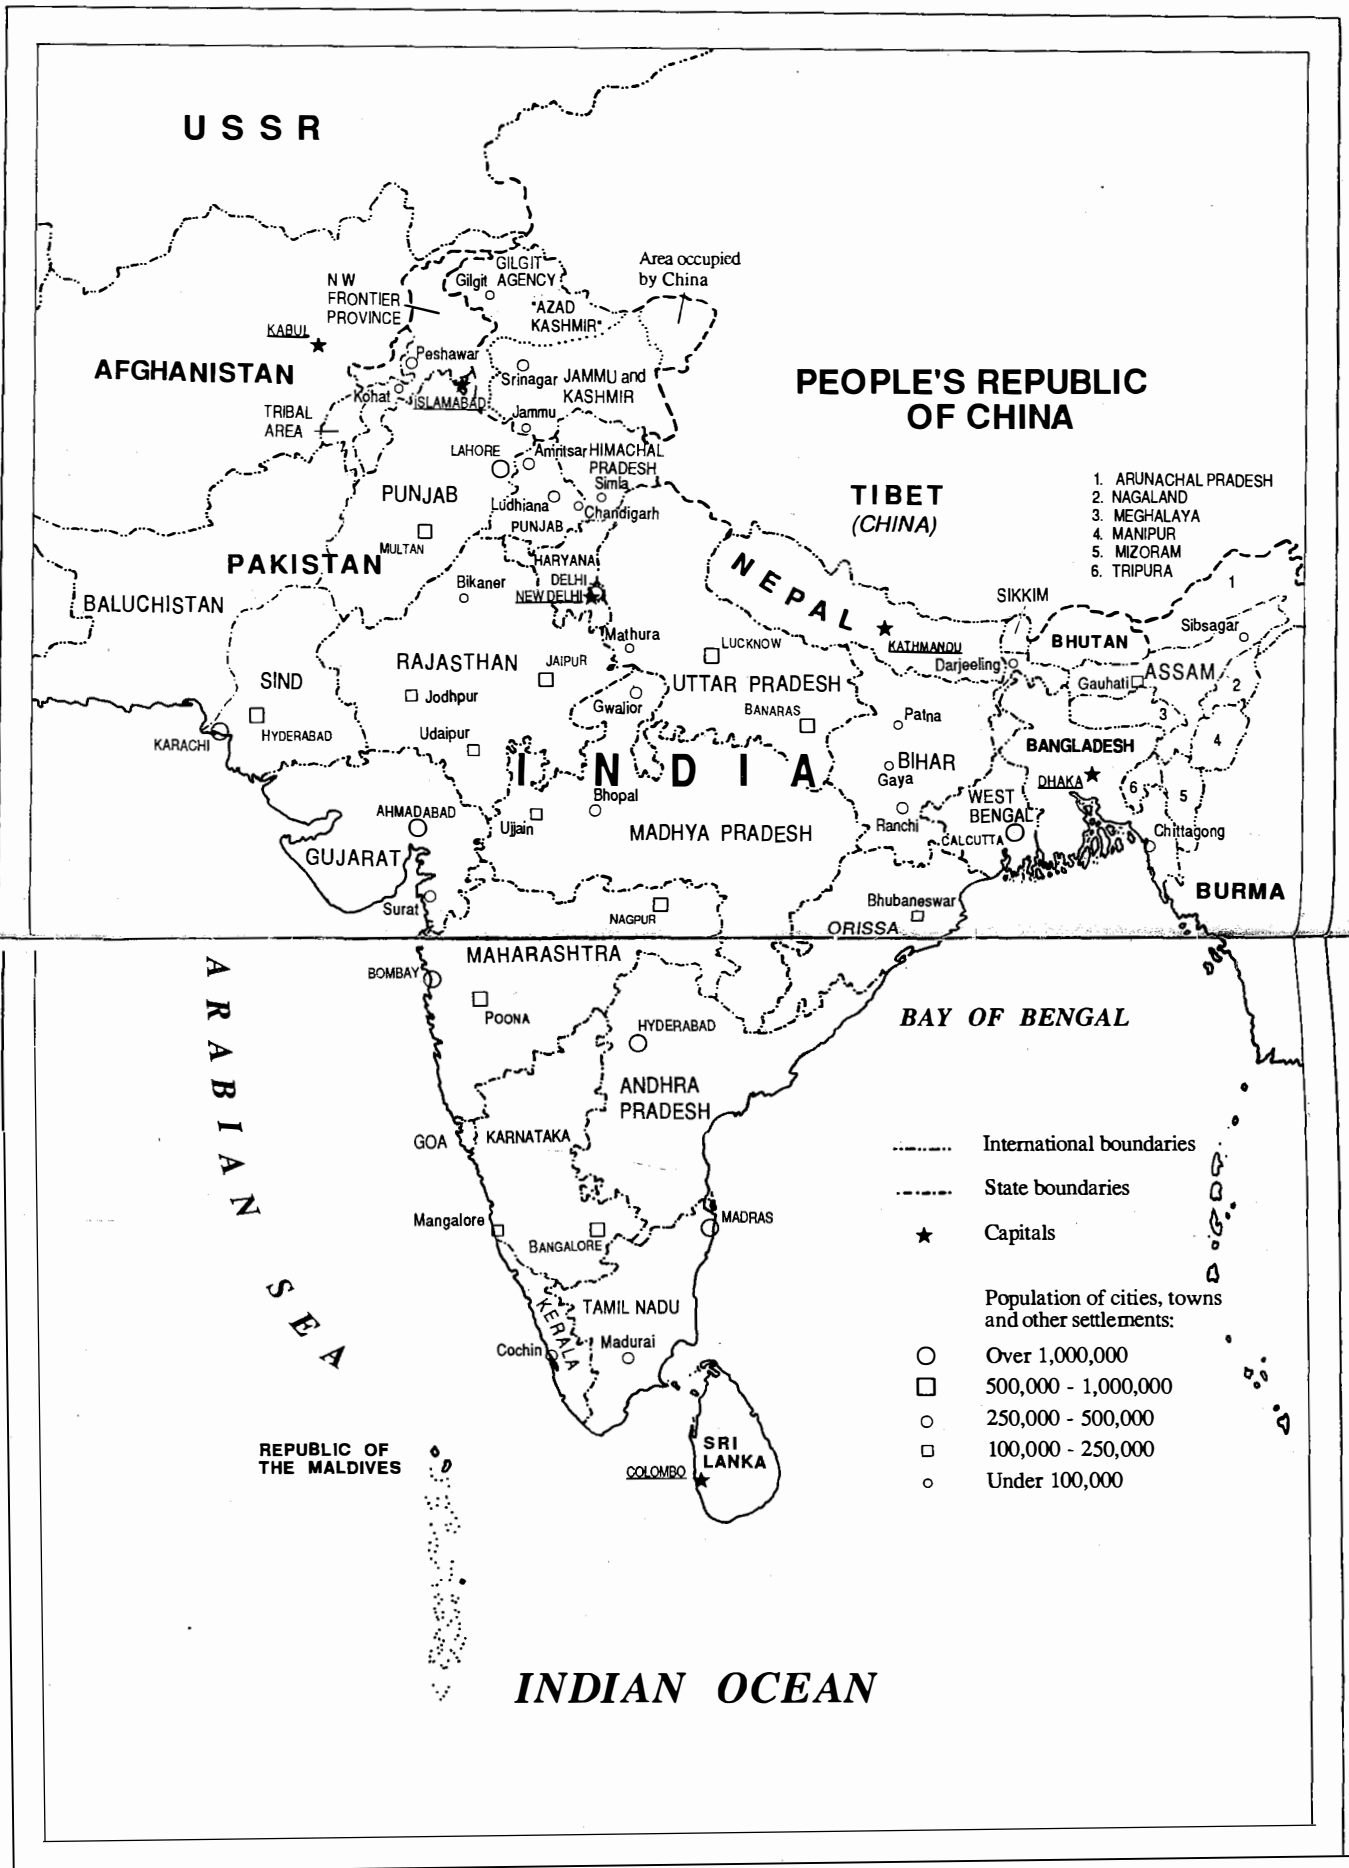 USSR
Area occupied
by China
GILGIT
AGENCY
Gilgit
NW
FRONTIER
PROVINCE
"AZAD
KASHMIR"
KABUL
Peshawar
AFGHANISTAN
Srinagar
JAMMU and
KASHMIR
PEOPLE'S REPUBLIC
OF CHINA
Kohat
ISLAMABAD
TRIBAL
AREA
Jammu
LAHORE
Amritsar
HIMACHAL
PRADESH
Simla
PUNJAB
Ludhiana
Chandigarh
PUNJAB
TIBET
(CHINA)
1. ARUNACHAL PRADESH
2. NAGALAND
3. MEGHALAYA
4. MANIPUR
5. MIZORAM
6. TRIPURA
MULTAN
PAKISTAN
HARYANA
DELHI
NEW DELHI
Bikaner
NEPAL
BALUCHISTAN
SIKKIM
1
Mathura
LUCKNOW
KATHMANDU
BHUTAN
Sibsagar
Darjeeling
RAJASTHAN
JAIPUR
UTTAR PRADESH
Gauhati
ASSAM
2
SIND
Jodhpur
Gwalior
BANARAS
Patna
3
HYDERABAD
KARACHI
Udaipur
BANGLADESH
4
INDIA
BIHAR
Gaya
DHAKA
6
5
Bhopal
WEST
BENGAL
AHMADABAD
Ujjain
MADHYA PRADESH
Ranchi
CALCUTTA
Chittagong
GUJARAT
BURMA
Surat
NAGPUR
Bhubaneswar
ORISSA
MAHARASHTRA
BOMBAY
POONA
HYDERABAD
BAY OF BENGAL
ARABIAN SEA
ANDHRA
PRADESH
GOA
KARNATAKA
International boundaries
State boundaries
Capitals
Mangalore
BANGALORE
MADRAS
KERALA
TAMIL NADU
Population of cities, towns
and other settlements:
Over 1,000,000
500,000 - 1,000,000
250,000 - 500,000
100,000 - 250,000
Under 100,000
Cochin
Madurai
REPUBLIC OF
THE MALDIVES
SRI
LANKA
COLOMBO
INDIAN OCEAN